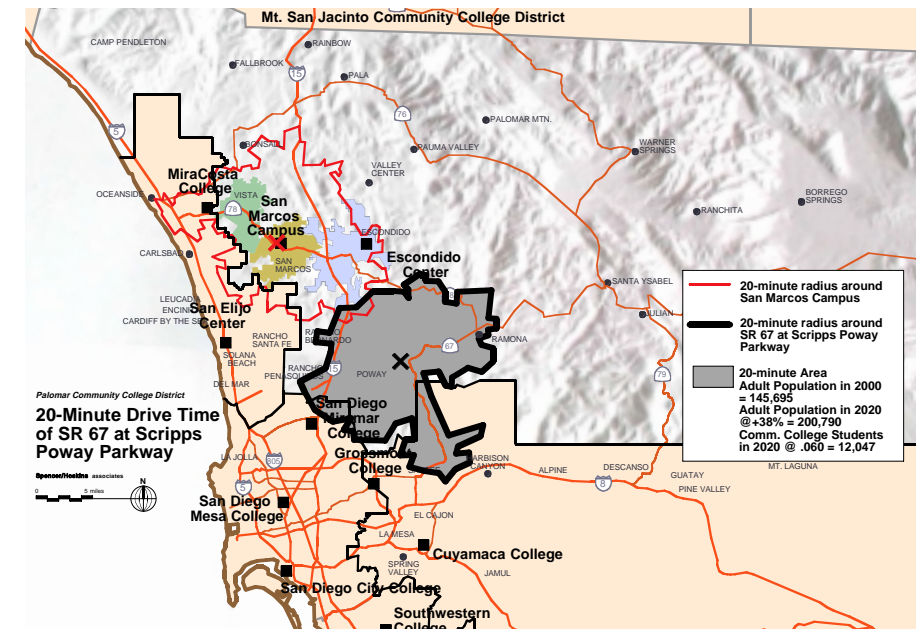 Mt. San Jacinto Community College District
CAMP PENDLETON
RAINBOW
FALLBROOK
15
PALA
76
PALOMAR MTN.
5
BONSALL
PAUMA VALLEY
WARNER
SPRINGS
VALLEY
CENTER
MiraCosta
College
OCEANSIDE
VISTA
78
San
Marcos
Campus
BORREGO
SPRINGS
RANCHITA
ESCONDIDO
CARLSBAD
SAN
MARCOS
Escondido
Center
SANTA YSABEL
LEUCAD
ENCINI
CARDIFF BY THE SE
San Elijo
Center
JULIAN
RANCHO
SANTA FE
BERNARDO
RAMONA
67
SOLANA
BEACH
RANCHO
PENASQUITOS
15
POWAY
79
DEL MAR
20-minute radius around
San Marcos Campus
20-minute radius around
SR 67 at Scripps Poway
Parkway
20-minute Area
Adult Population in 2000
= 145,695
Adult Population in 2020
@+38% = 200,790
Comm. College Students
in 2020 @ .060 = 12,047
Palomar Community College District
20-Minute Drive Time
of SR 67 at Scripps
Poway Parkway
Spencer/Hoskins associates
0 5 miles
N
San Diego
Miramar
College
Grossmont
College
LA JOLLA
805
HARBISON
CANYON
ALPINE
DESCANSO
MT. LAGUNA
GUATAY
8
PINE VALLEY
5
San Diego
Mesa College
EL CAJON
LA MESA
Cuyamaca College
SPRING
VALLEY
JAMUL
San Diego City College
Southwestern
College